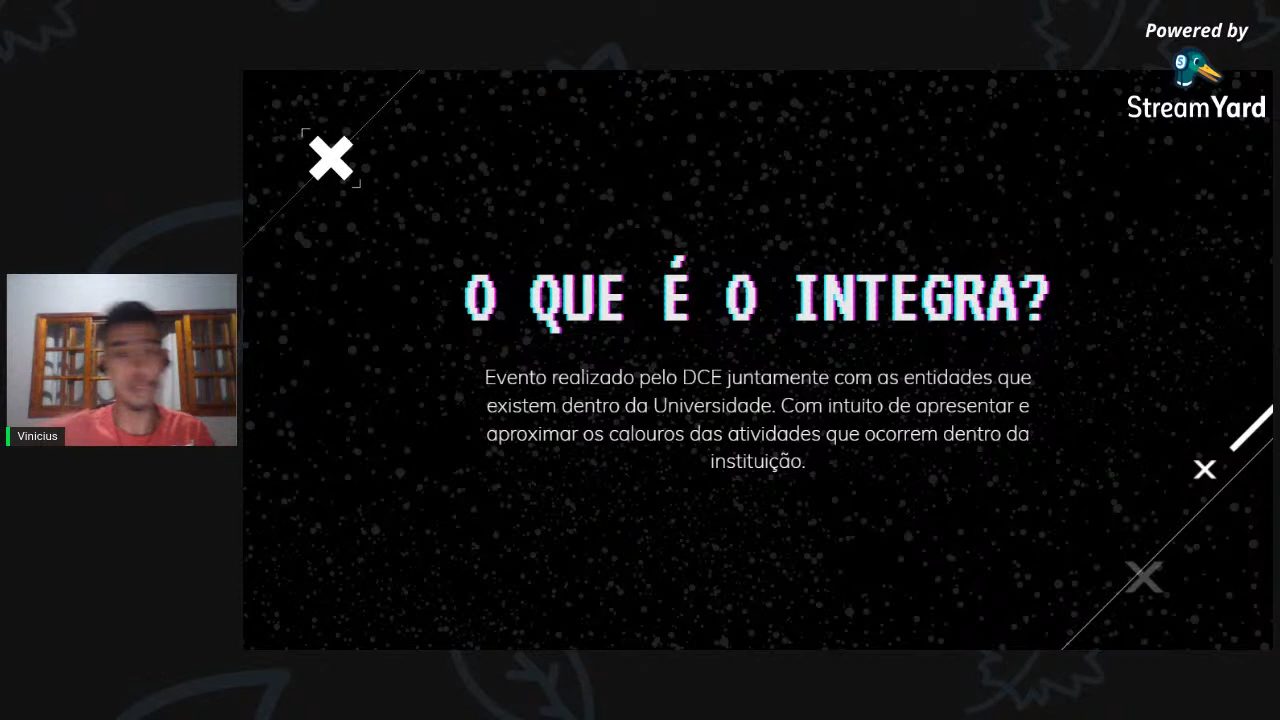 Powered by
StreamYard
O QUE É O INTEGRA?
Evento realizado pelo DCE juntamente com as entidades que
existem dentro da Universidade. Com intuito de apresentar e
aproximar os calouros das atividades que ocorrem dentro da
instituição.
Vinicius